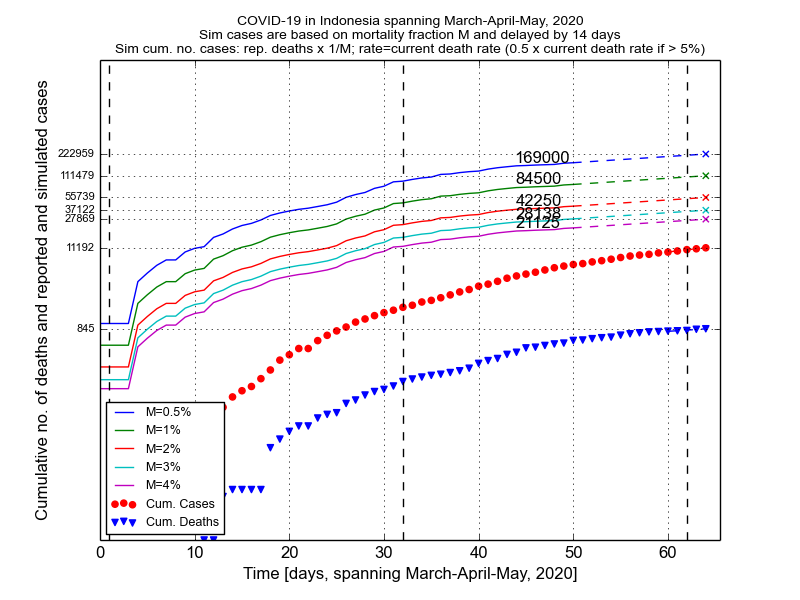 COVID-19 in Indonesia spanning March-April-May, 2020
Sim cases are based on mortality fraction M and delayed by 14 days
Sim cum. no. cases: rep. deaths x 1/M; rate=current death rate (0.5 x current death rate if > 5%)
Cumulative no. of deaths and reported and simulated cases
222959
111479
55739
37122
27869
11192
845
169000
84500
42250
28138
21125
M=0.5%
M=1%
M=2%
M=3%
M=4%
Cum. Cases
Cum. Deaths
0 10 20 30 40 50 60
Time [days, spanning March-April-May, 2020]